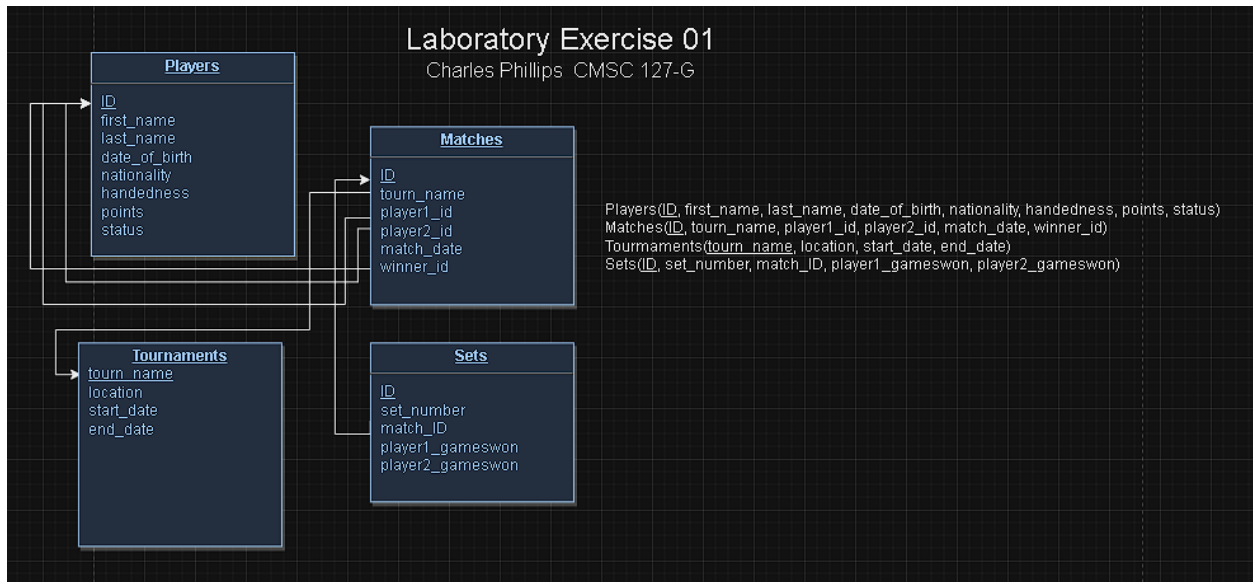 Laboratory Exercise 01
Charles Phillips CMSC 127-G
Players
ID
first_name
last_name
date_of_birth
nationality
handedness
points
status
Matches
ID
tourn_name
player1_id
player2_id
match_date
winner_id
Players(ID, first_name, last_name, date_of_birth, nationality, handedness, points, status)
Matches(ID, tourn_name, player1_id, player2_id, match_date, winner_id)
Tournaments(tourn_name, location, start_date, end_date)
Sets(ID, set_number, match_ID, player1_gameswon, player2_gameswon)
Tournaments
tourn_name
location
start_date
end_date
Sets
ID
set_number
match_ID
player1_gameswon
player2_gameswon